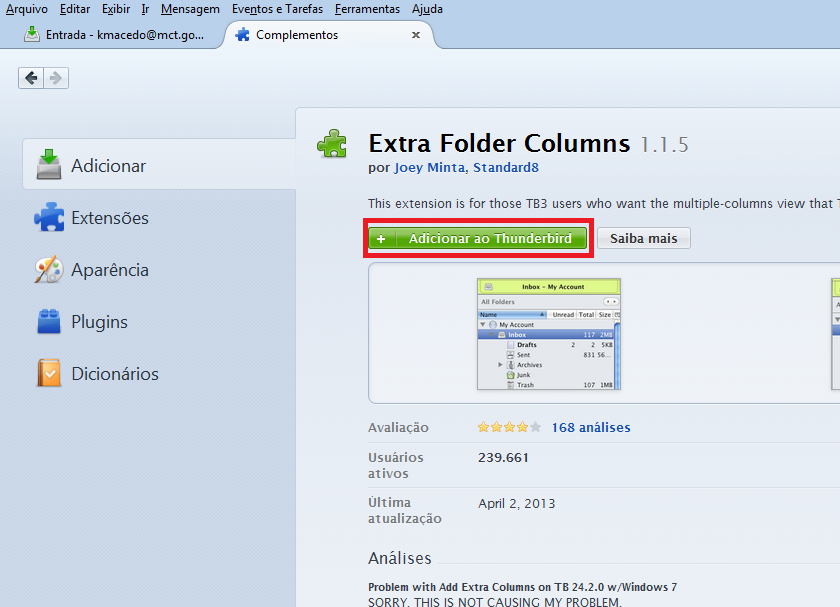 Arquivo Editar Exibir Ir Mensagem Eventos e Tarefas Ferramentas Ajuda
Entrada - kmacedo@mct.go... Complementos
Adicionar
Extensões
Aparência
Plugins
Dicionários
Extra Folder Columns 1.1.5
por Joey Minta, Standard8
This extension is for those TB3 users who want the multiple-columns view that T
+ Adicionar ao Thunderbird Saiba mais
Inbox - My Account
All Folders
Name Unread Total Size
My Account
Inbox 117 2MB
Drafts 2 2 5KB
Sent 831 56...
Archives
Junk
Trash 107 1MB
Avaliação 168 análises
Usuários ativos 239.661
Última atualização April 2, 2013
Análises
Problem with Add Extra Columns on TB 24.2.0 w/Windows 7
SORRY. THIS IS NOT CAUSING MY PROBLEM.